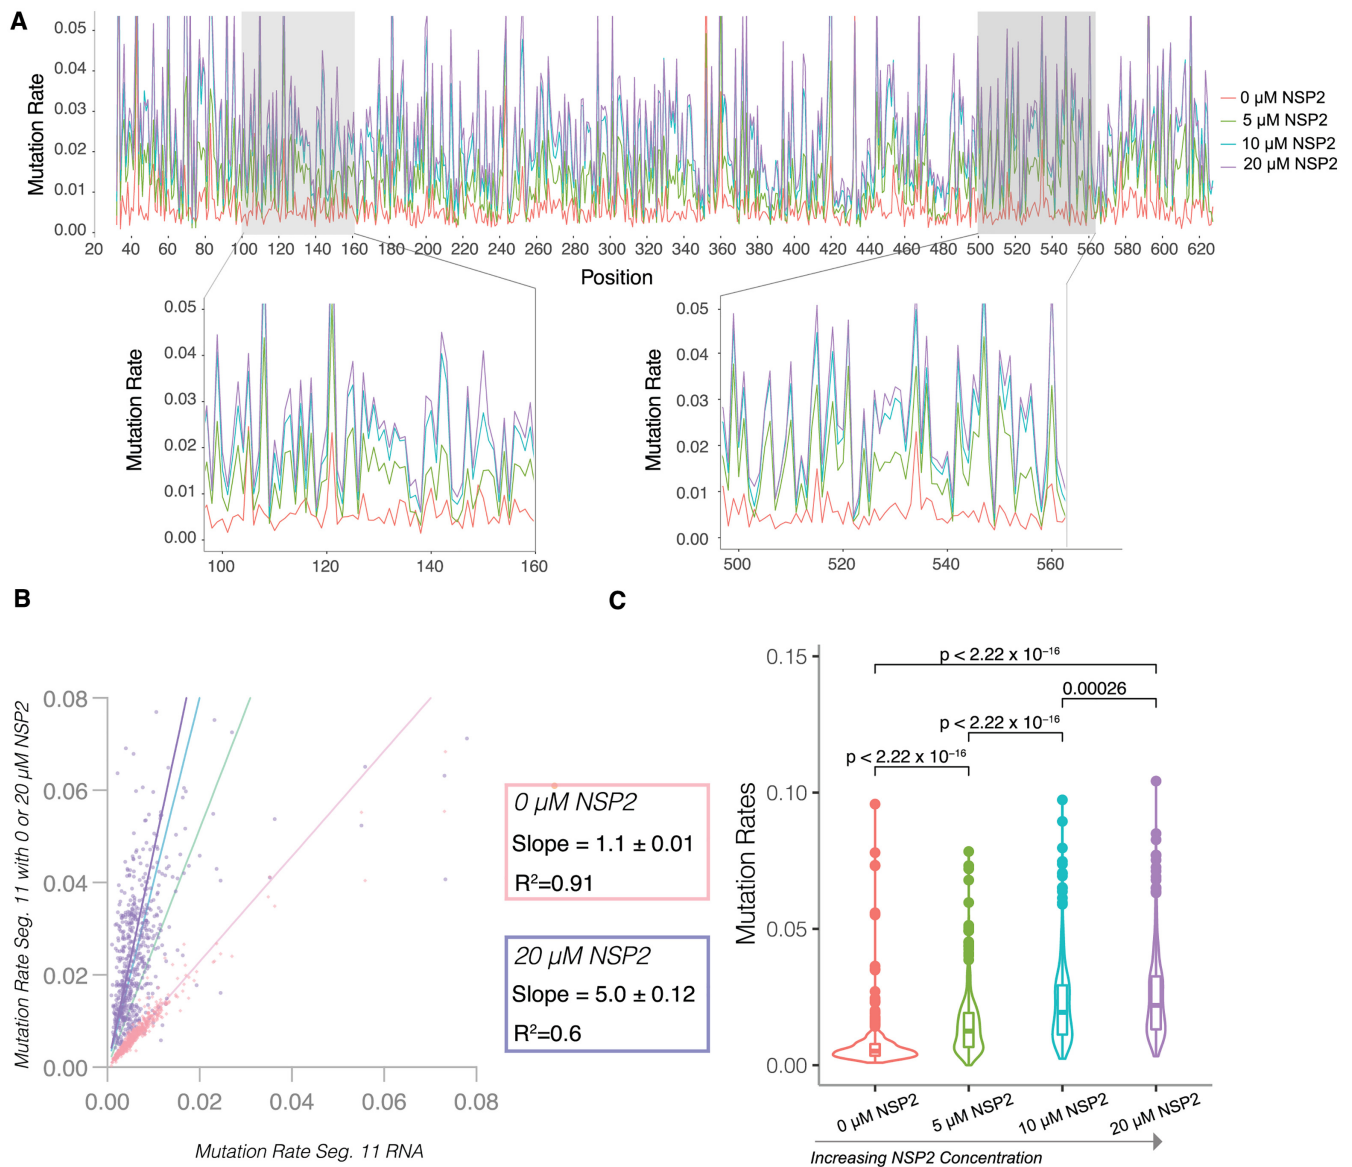 A
Mutation Rate
0.05
0.04
0.03
0.02
0.01
0.00
20 40 60 80 100 120 140 160 180 200 220 240 260 280 300 320 340 360 380 400 420 440 460 480 500 520 540 560 580 600 620
Position
0 µM NSP2
5 µM NSP2
10 µM NSP2
20 µM NSP2
Mutation Rate
0.05
0.04
0.03
0.02
0.01
0.00
100 120 140 160
Mutation Rate
0.05
0.04
0.03
0.02
0.01
0.00
500 520 540 560
B
Mutation Rate Seg. 11 with 0 or 20 µM NSP2
0.08
0.06
0.04
0.02
0.00
0.00 0.02 0.04 0.06 0.08
Mutation Rate Seg. 11 RNA
0 µM NSP2
Slope = 1.1 ± 0.01
R²=0.91
20 µM NSP2
Slope = 5.0 ± 0.12
R²=0.6
C
Mutation Rates
0.15
0.10
0.05
0.00
p < 2.22 x 10⁻¹⁶
0.00026
p < 2.22 x 10⁻¹⁶
p < 2.22 x 10⁻¹⁶
0 µM NSP2 5 µM NSP2 10 µM NSP2 20 µM NSP2
Increasing NSP2 Concentration